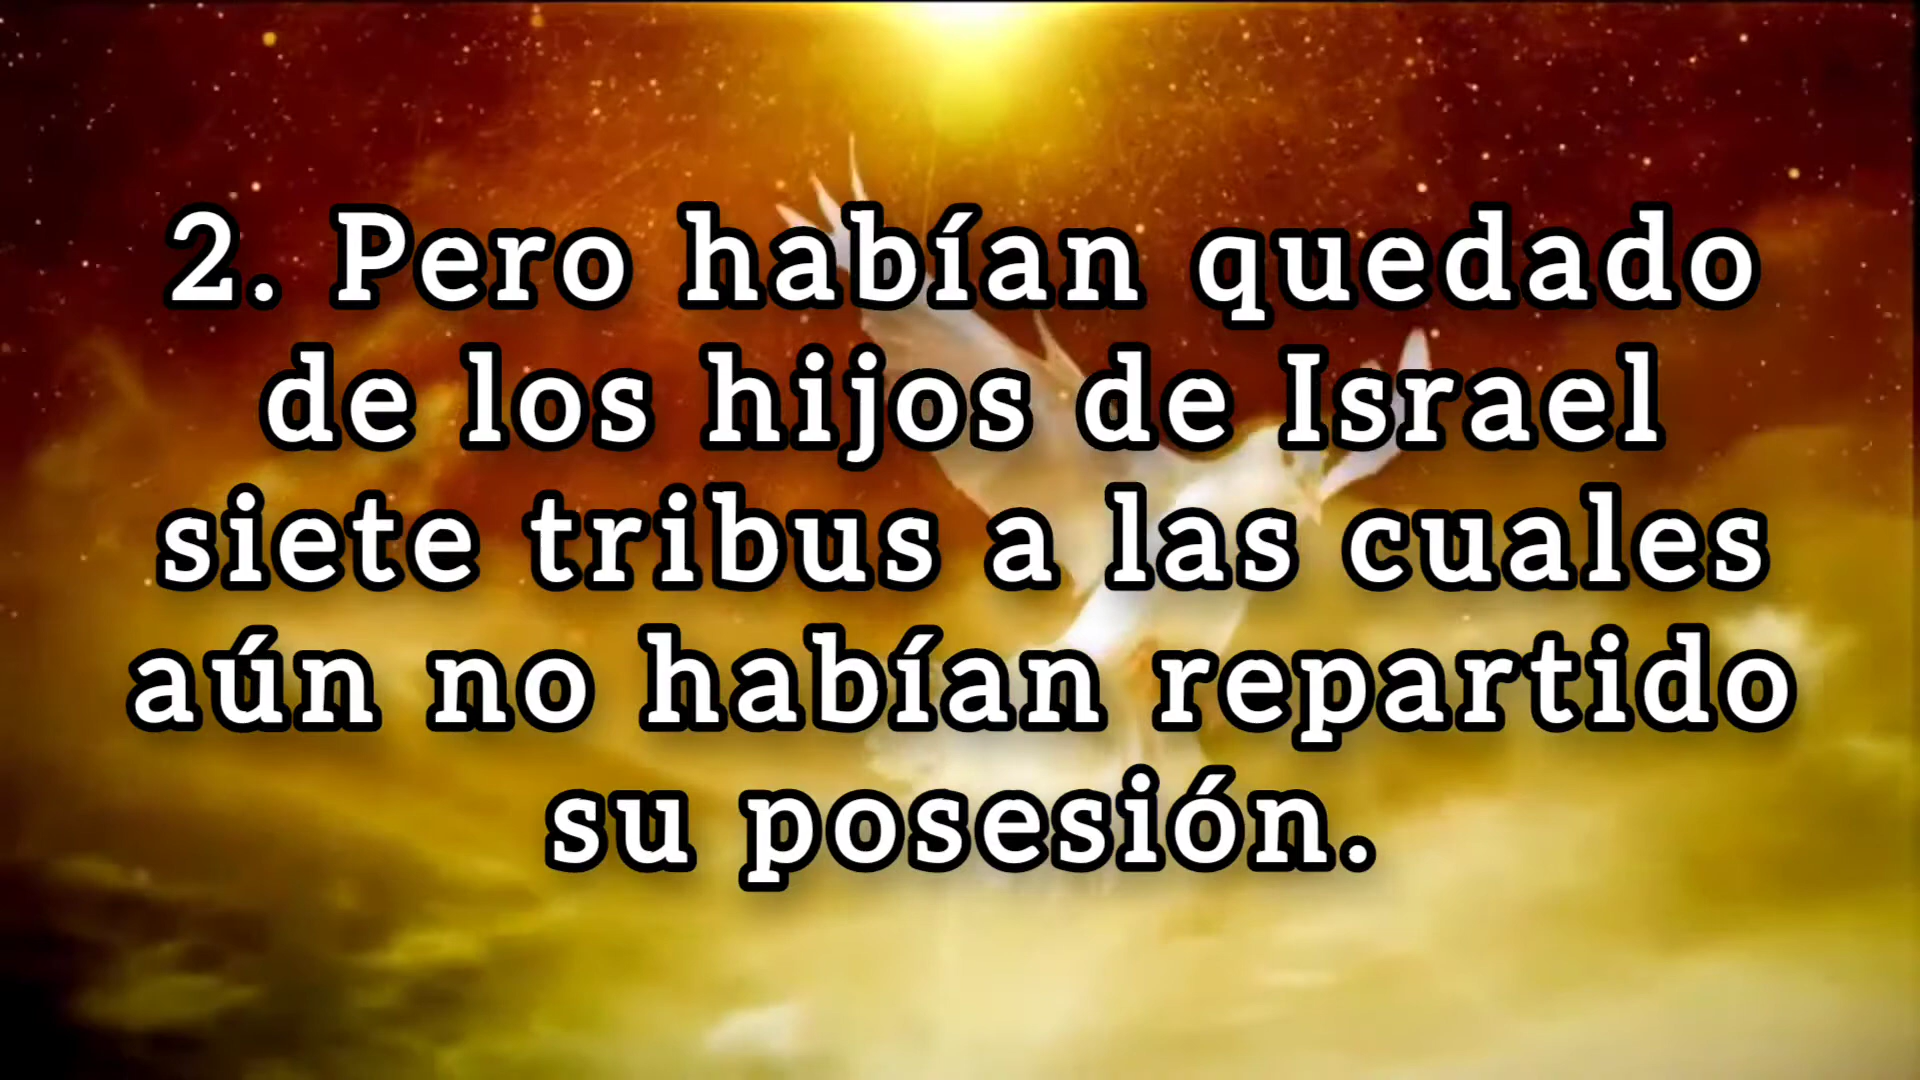 2. Pero habían quedado
de los hijos de Israel
siete tribus a las cuales
aún no habían repartido
su posesión.